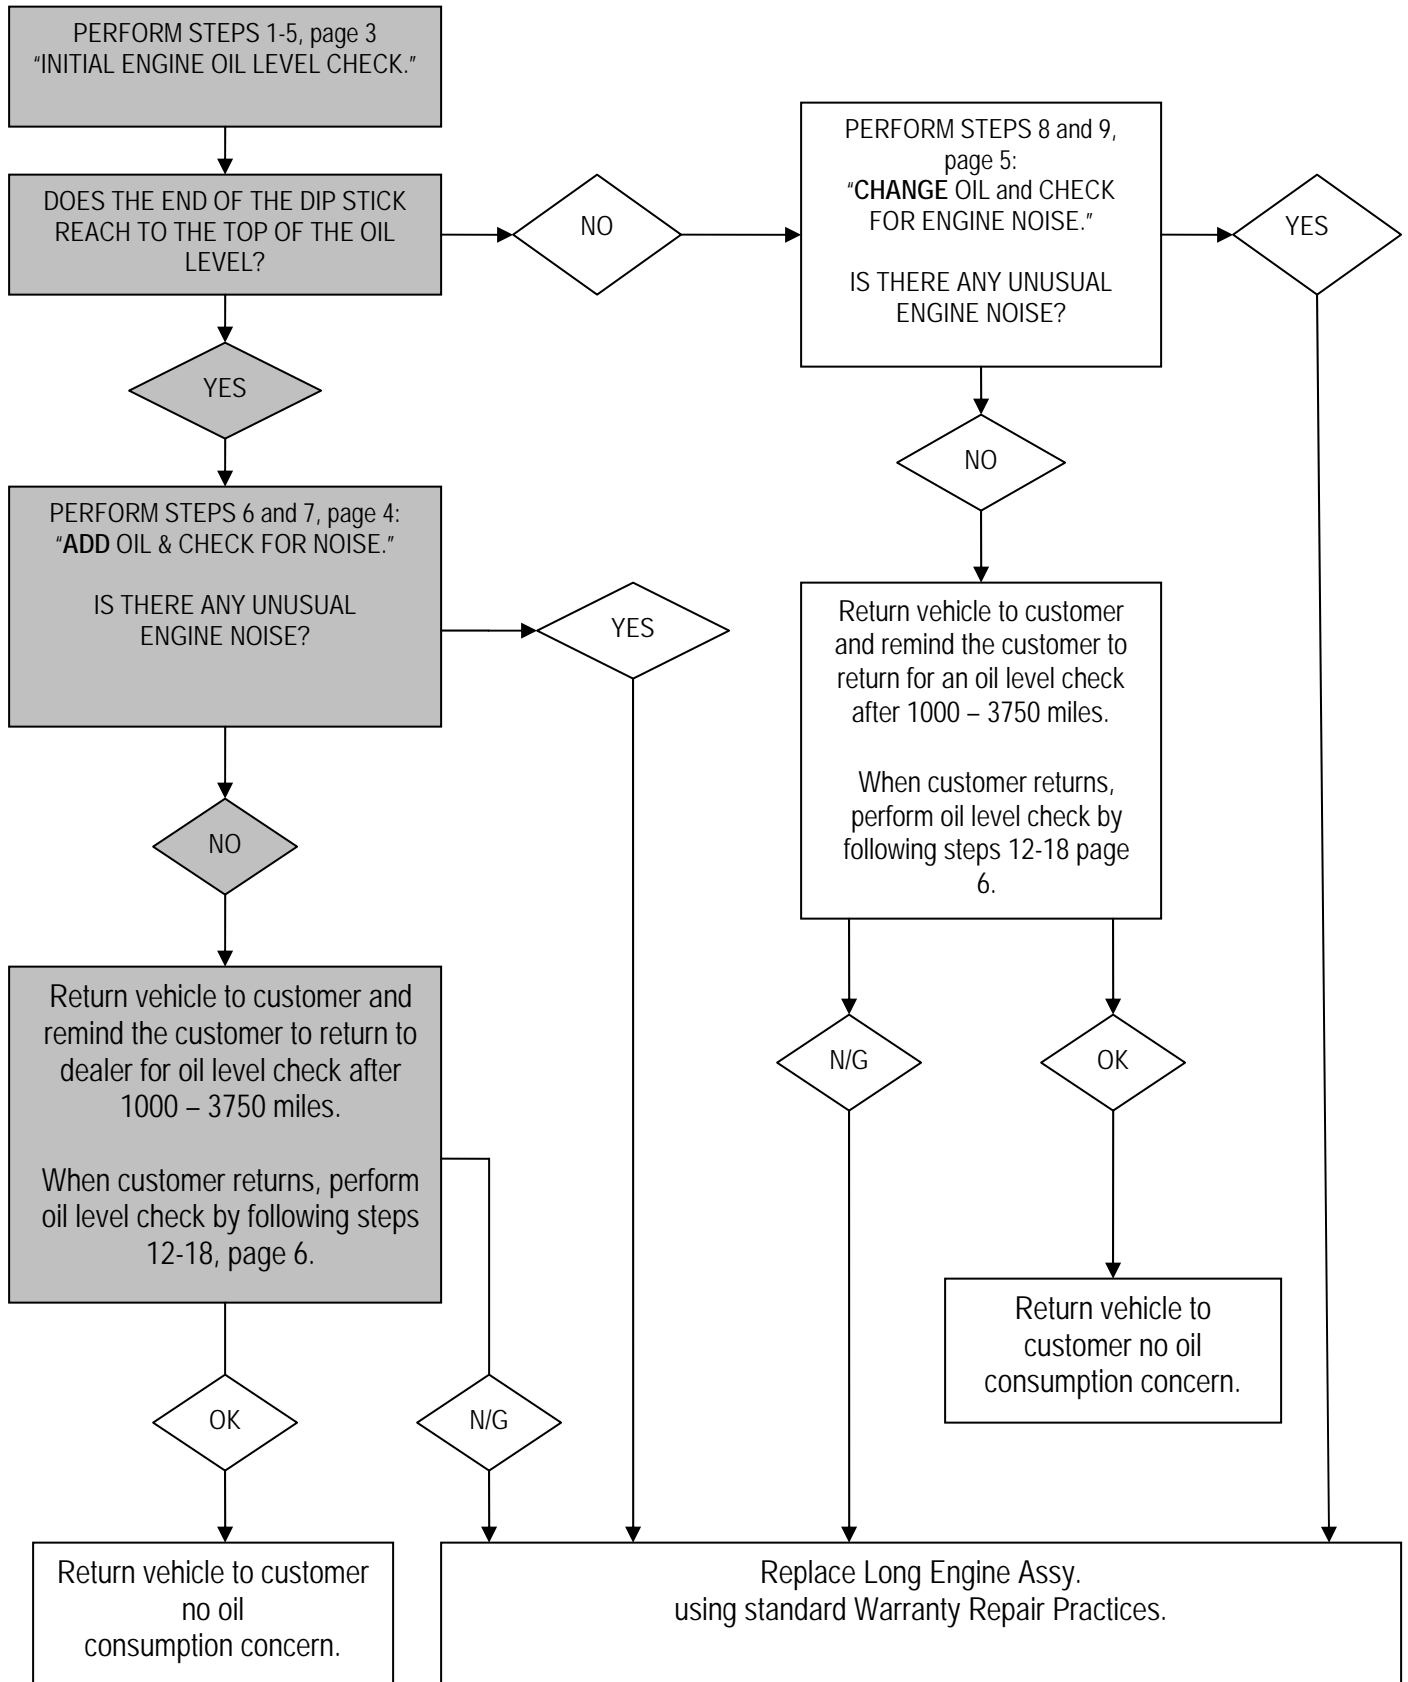 PERFORM STEPS 1-5, page 3
“INITIAL ENGINE OIL LEVEL CHECK.”
DOES THE END OF THE DIP STICK
REACH TO THE TOP OF THE OIL
LEVEL?
NO
PERFORM STEPS 8 and 9,
page 5:
“CHANGE OIL and CHECK
FOR ENGINE NOISE.”
IS THERE ANY UNUSUAL
ENGINE NOISE?
YES
YES
NO
PERFORM STEPS 6 and 7, page 4:
“ADD OIL & CHECK FOR NOISE.”
IS THERE ANY UNUSUAL
ENGINE NOISE?
YES
Return vehicle to customer
and remind the customer to
return for an oil level check
after 1000 – 3750 miles.
When customer returns,
perform oil level check by
following steps 12-18 page
6.
NO
Return vehicle to customer and
remind the customer to return to
dealer for oil level check after
1000 – 3750 miles.
When customer returns, perform
oil level check by following steps
12-18, page 6.
N/G
OK
Return vehicle to
customer no oil
consumption concern.
OK
N/G
Return vehicle to customer
no oil
consumption concern.
Replace Long Engine Assy.
using standard Warranty Repair Practices.